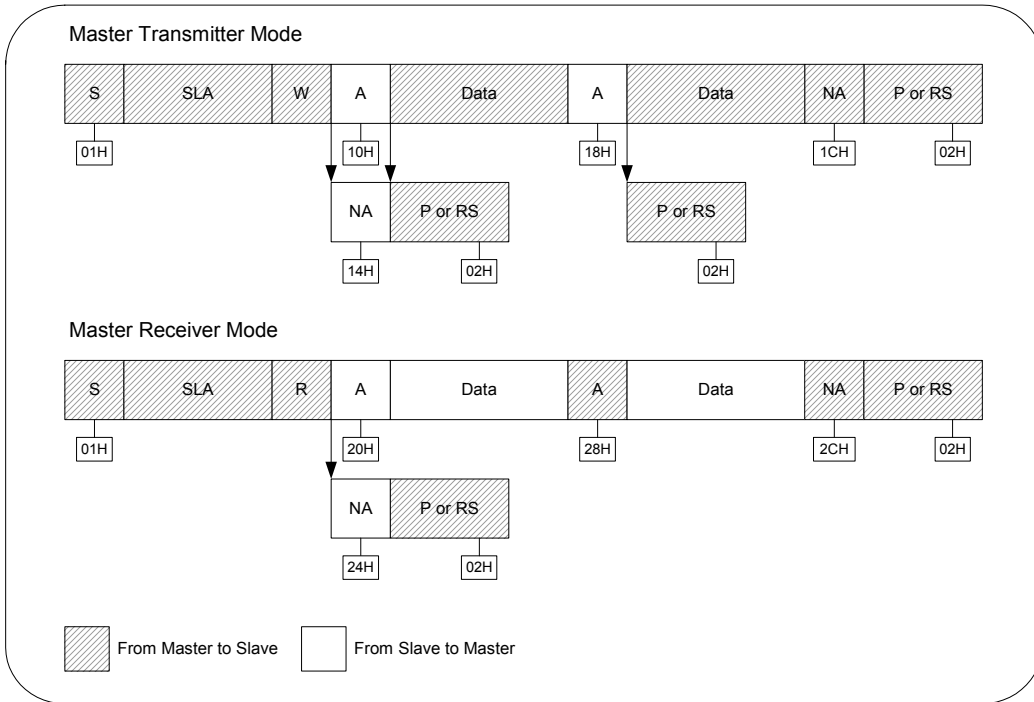 Master Transmitter Mode
S SLA W A Data A Data NA P or RS
01H 10H 18H 1CH 02H
NA P or RS P or RS
14H 02H 02H
Master Receiver Mode
S SLA R A Data A Data NA P or RS
01H 20H 28H 2CH 02H
NA P or RS
24H 02H
From Master to Slave From Slave to Master